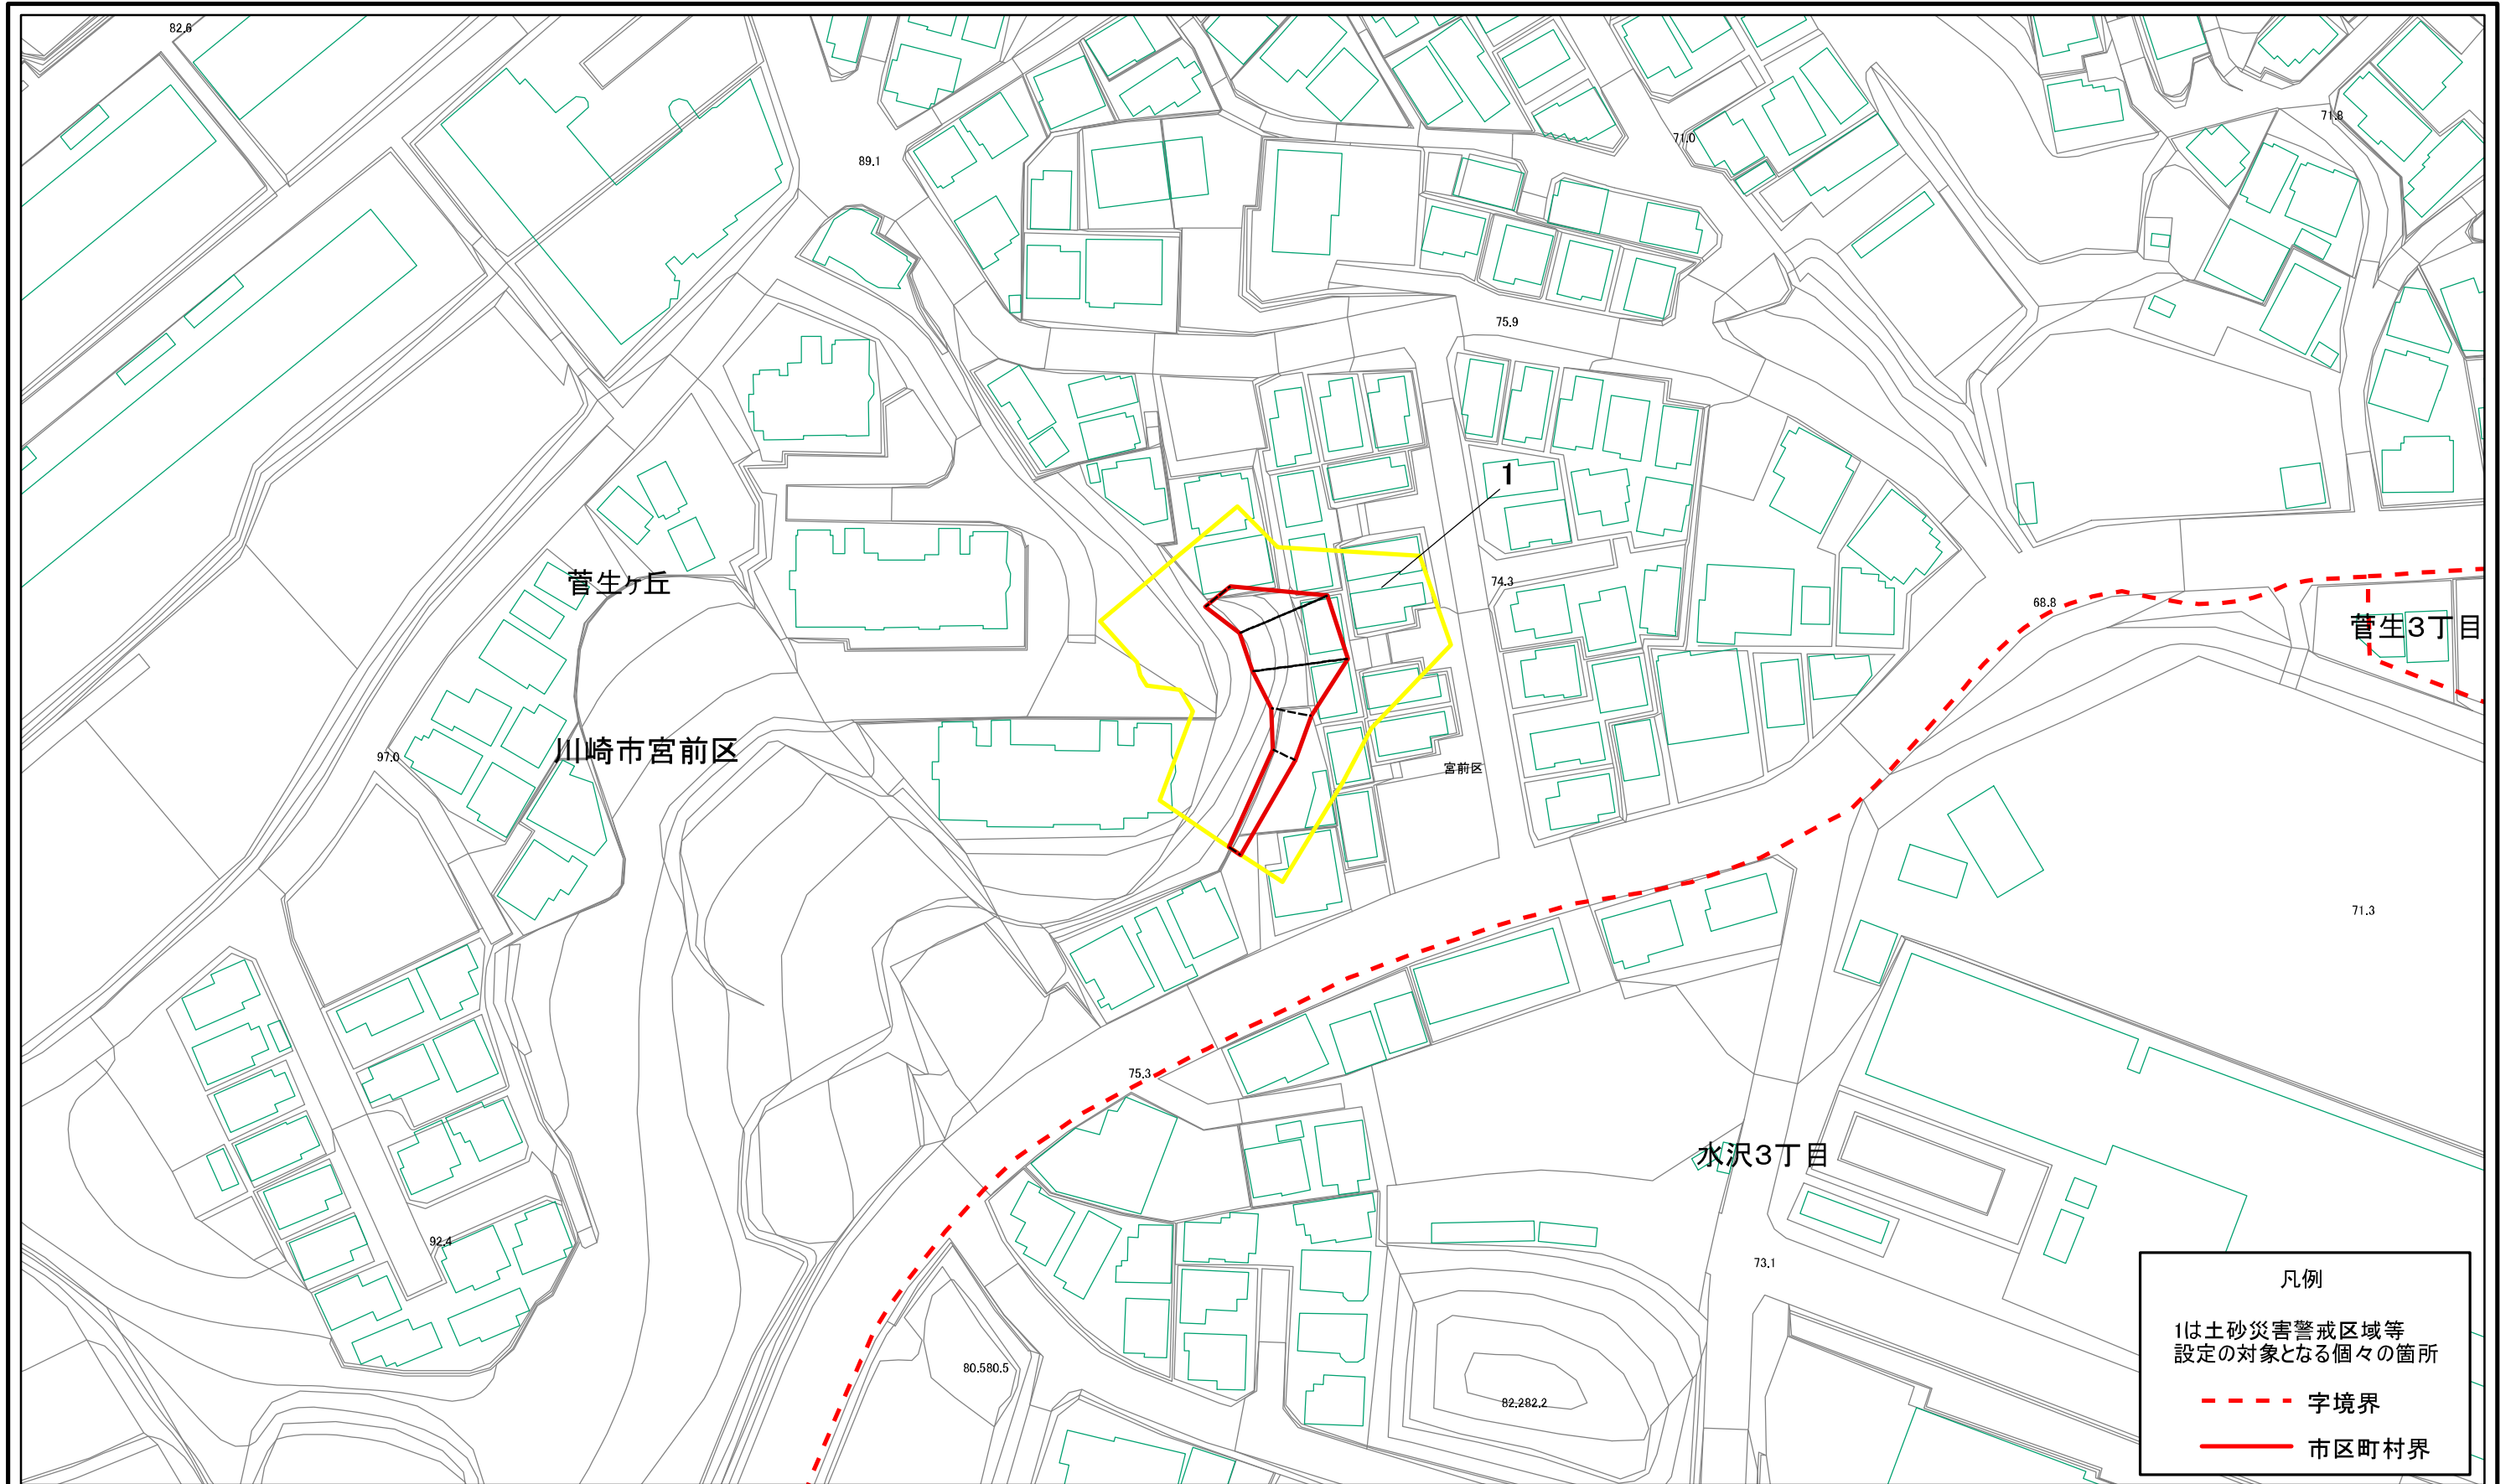 82.6
89.1
71.0
71.8
75.9
1
74.3
菅生ヶ丘
68.8
菅生3丁目
川崎市宮前区
97.0
宮前区
71.3
75.3
水沢3丁目
92.4
73.1
80.580.5
82.282.2
凡例
1は土砂災害警戒区域等
設定の対象となる個々の箇所
字境界
市区町村界